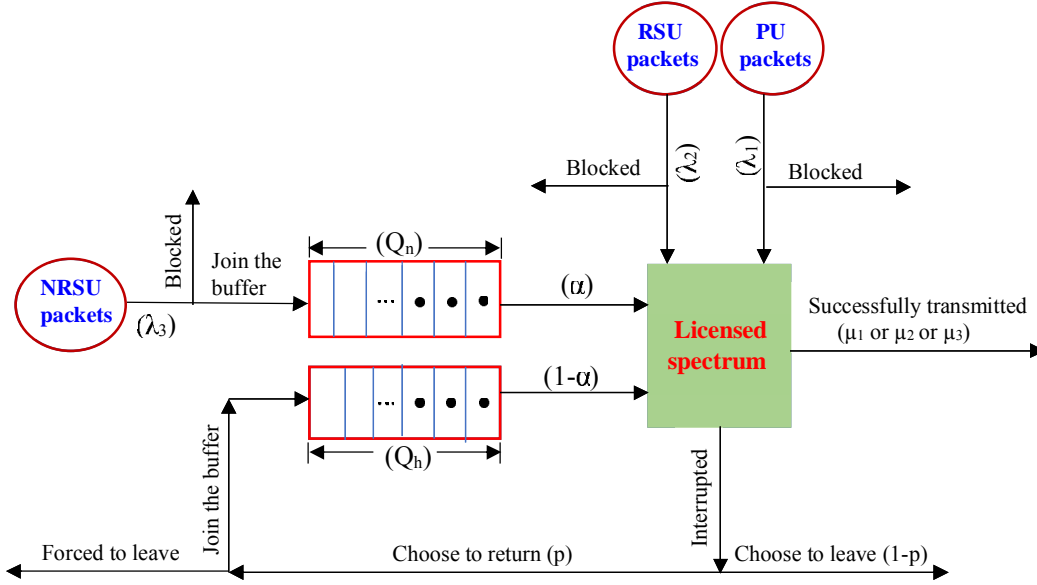 RSU
packets
PU
packets
(λ₂)
(λ₁)
Blocked
Blocked
Blocked
(Qₙ)
Join the
buffer
NRSU
packets
(λ₃)
...
(α)
Licensed
spectrum
Successfully transmitted
(μ₁ or μ₂ or μ₃)
(1-α)
...
(Qₕ)
Join the buffer
Interrupted
Forced to leave
Choose to return (p)
Choose to leave (1-p)